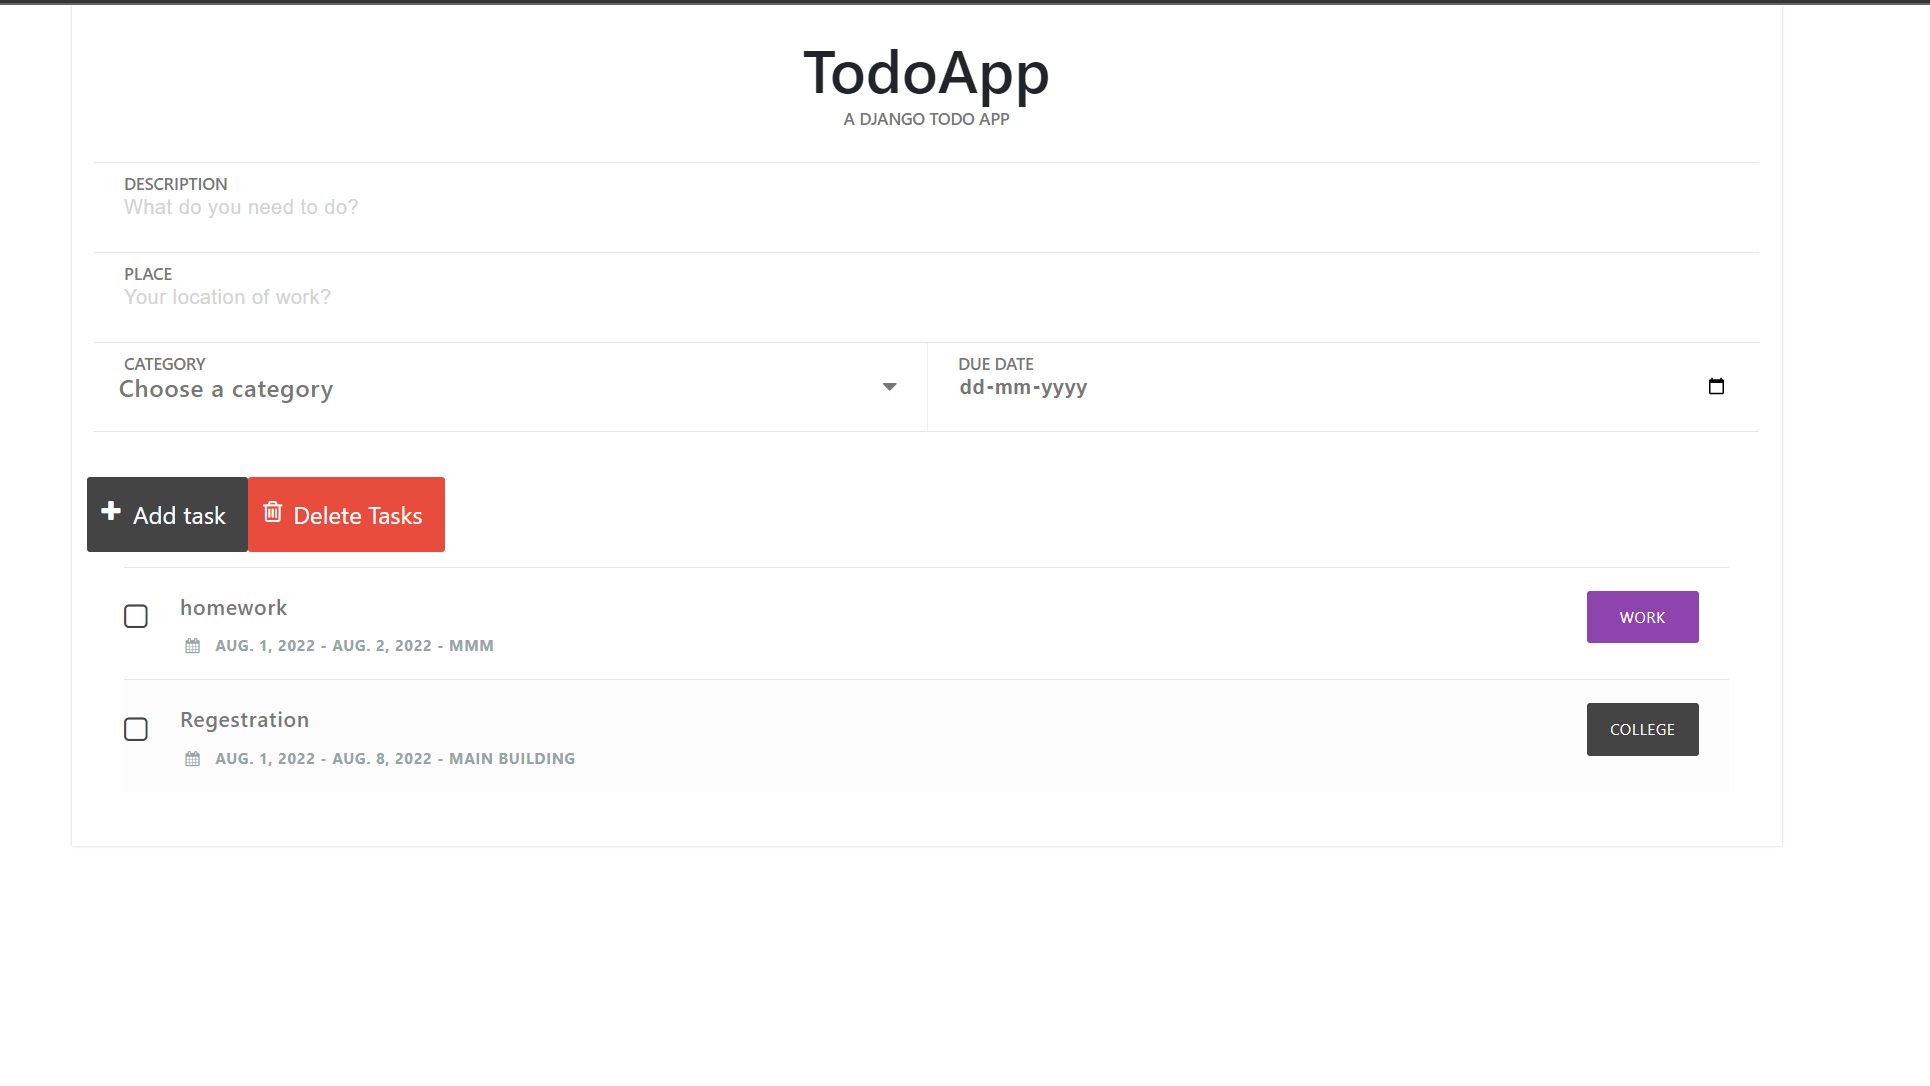 TodoApp
A DJANGO TODO APP
DESCRIPTION
What do you need to do?
PLACE
Your location of work?
CATEGORY
Choose a category
DUE DATE
dd-mm-yyyy
Add task
Delete Tasks
homework
AUG. 1, 2022 - AUG. 2, 2022 - MMM
WORK
Regestration
AUG. 1, 2022 - AUG. 8, 2022 - MAIN BUILDING
COLLEGE